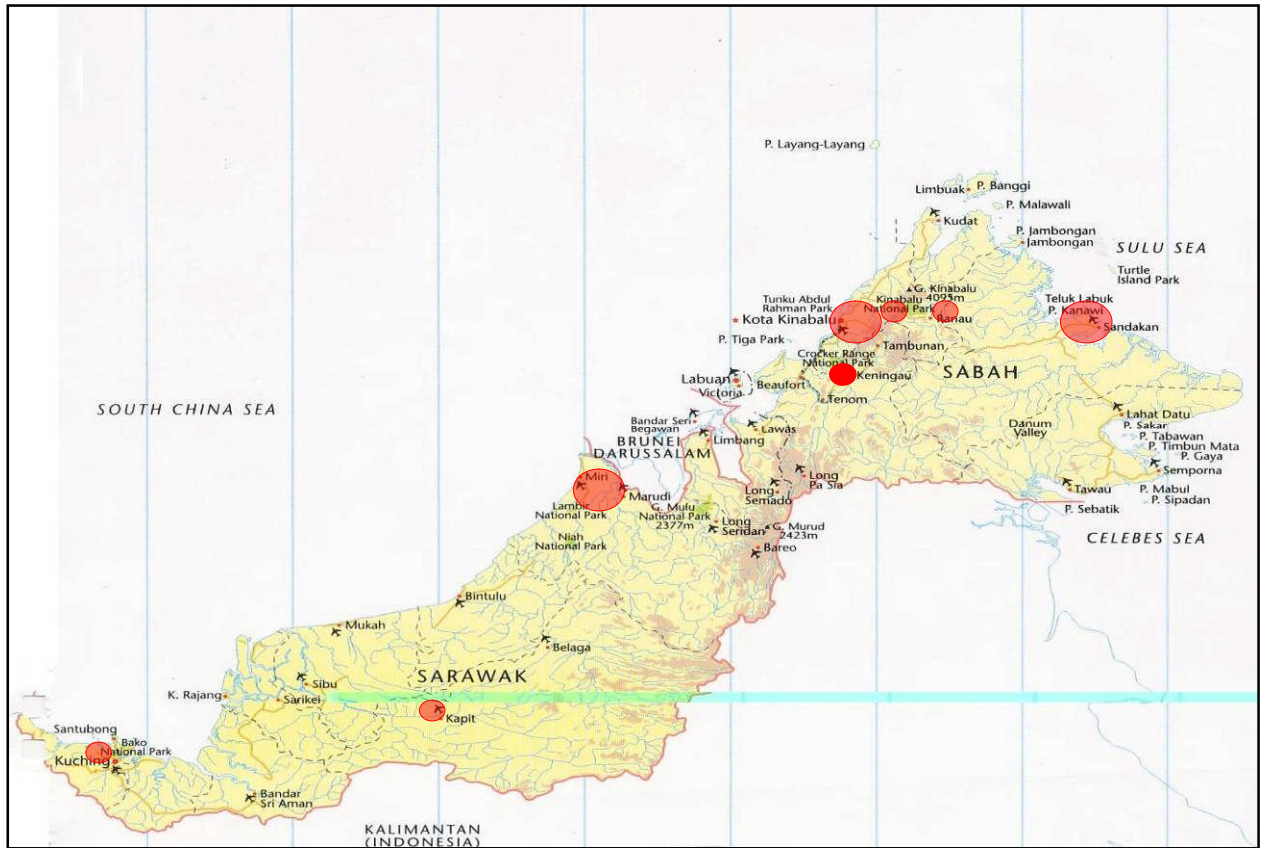 P. Layang-Layang
Limbuak
P. Banggi
P. Malawali
Kudat
P. Jambongan
Jambongan
SULU SEA
Turtle
Island Park
G. Kinabalu
4095m
Tunku Abdul
Rahman Park
Kinabalu
National Park
Ranau
Teluk Labuk
P. Kanawi
Sandakan
Kota Kinabalu
P. Tiga Park
Tambunan
Crocker Range
National Park
Keningau
SABAH
Labuan
Victoria
Beaufort
Tenom
SOUTH CHINA SEA
Lahat Datu
P. Sakar
P. Tabawan
P. Timbun Mata
P. Gaya
Semporna
Danum
Valley
Bandar Seri
Begawan
Lawas
Limbang
BRUNEI
DARUSSALAM
Long
Pa Sia
Long
Semado
Tawau
P. Mabul
P. Sipadan
P. Sebatik
Miri
Marudi
Lambir
National Park
G. Mulu
National Park
2377m
Long
Seridan
G. Murud
2423m
Bareo
CELEBES SEA
Niah
National Park
Bintulu
Mukah
Belaga
SARAWAK
Sibu
K. Rajang
Sarikei
Kapit
Santubong
Bako
National Park
Kuching
Bandar
Sri Aman
KALIMANTAN
(INDONESIA)